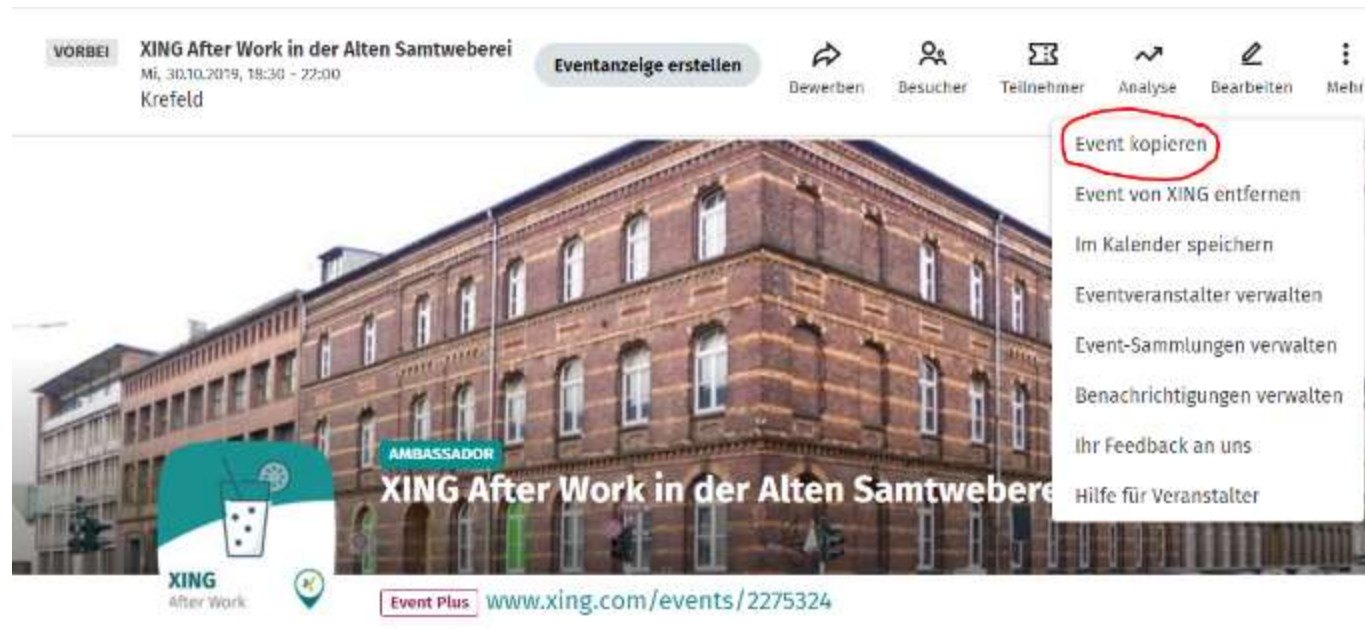 VORBEI
XING After Work in der Alten Samtweberei
Mi, 30.10.2019, 18:30 - 22:00
Krefeld
Eventanzeige erstellen
Bewerben
Besucher
Teilnehmer
Analyse
Bearbeiten
Mehr
Event kopieren
Event von XING entfernen
Im Kalender speichern
Eventveranstalter verwalten
Event-Sammlungen verwalten
Benachrichtigungen verwalten
Ihr Feedback an uns
Hilfe für Veranstalter
AMBASSADOR
XING After Work in der Alten Samtwebere
XING
After Work
Event Plus www.xing.com/events/2275324